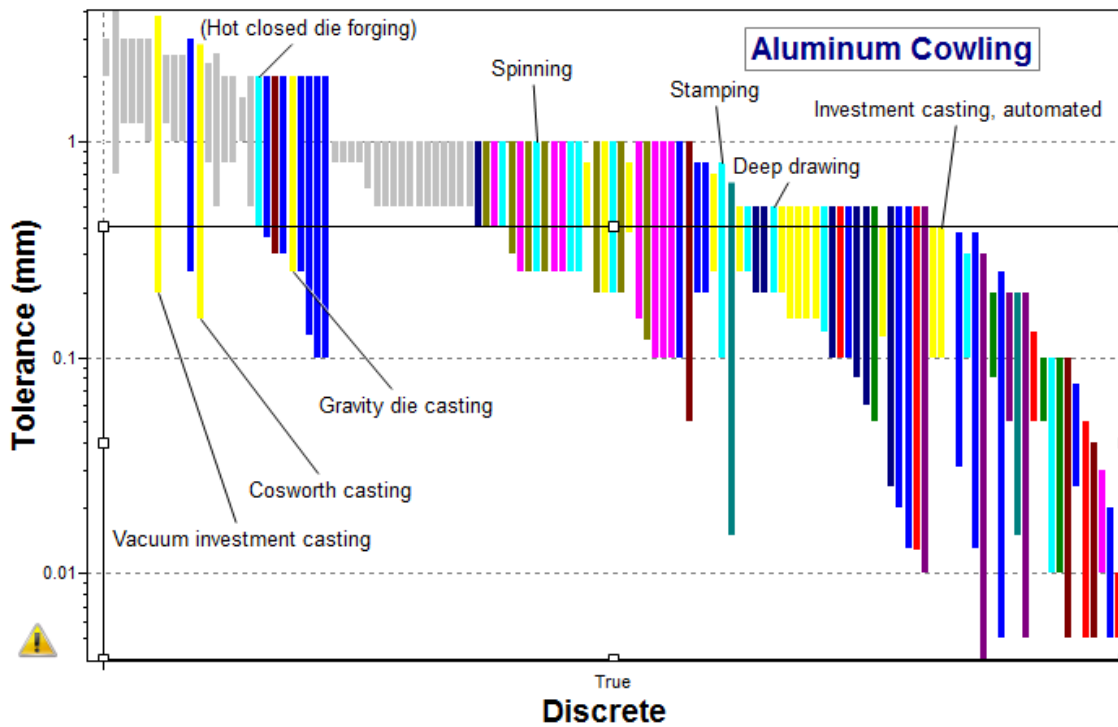 (Hot closed die forging)
Aluminum Cowling
Spinning
Stamping
Investment casting, automated
1
Deep drawing
Tolerance (mm)
0.1
Gravity die casting
Cosworth casting
Vacuum investment casting
0.01
True
Discrete